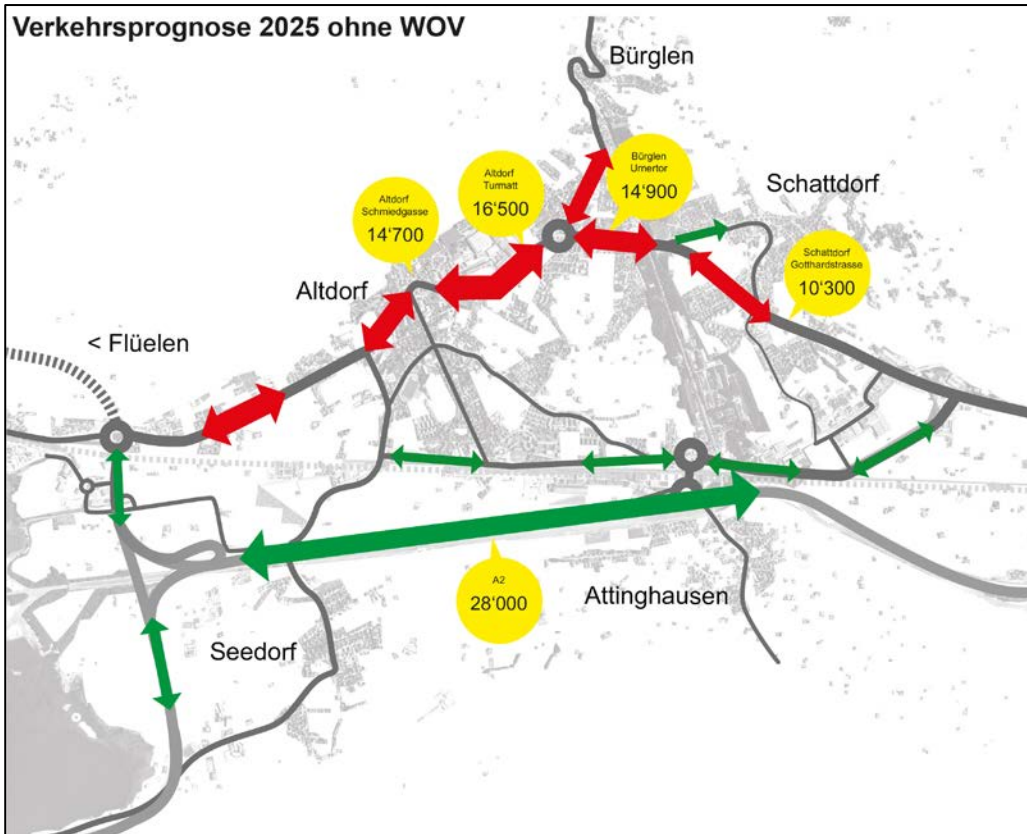 Verkehrsprognose 2025 ohne WOV
Bürglen
Bürglen
Urnertor
14‘900
Altdorf
Turmatt
16‘500
Schattdorf
Altdorf
Schmiedgasse
14‘700
Schattdorf
Gotthardstrasse
10‘300
Altdorf
< Flüelen
A2
28‘000
Attinghausen
Seedorf